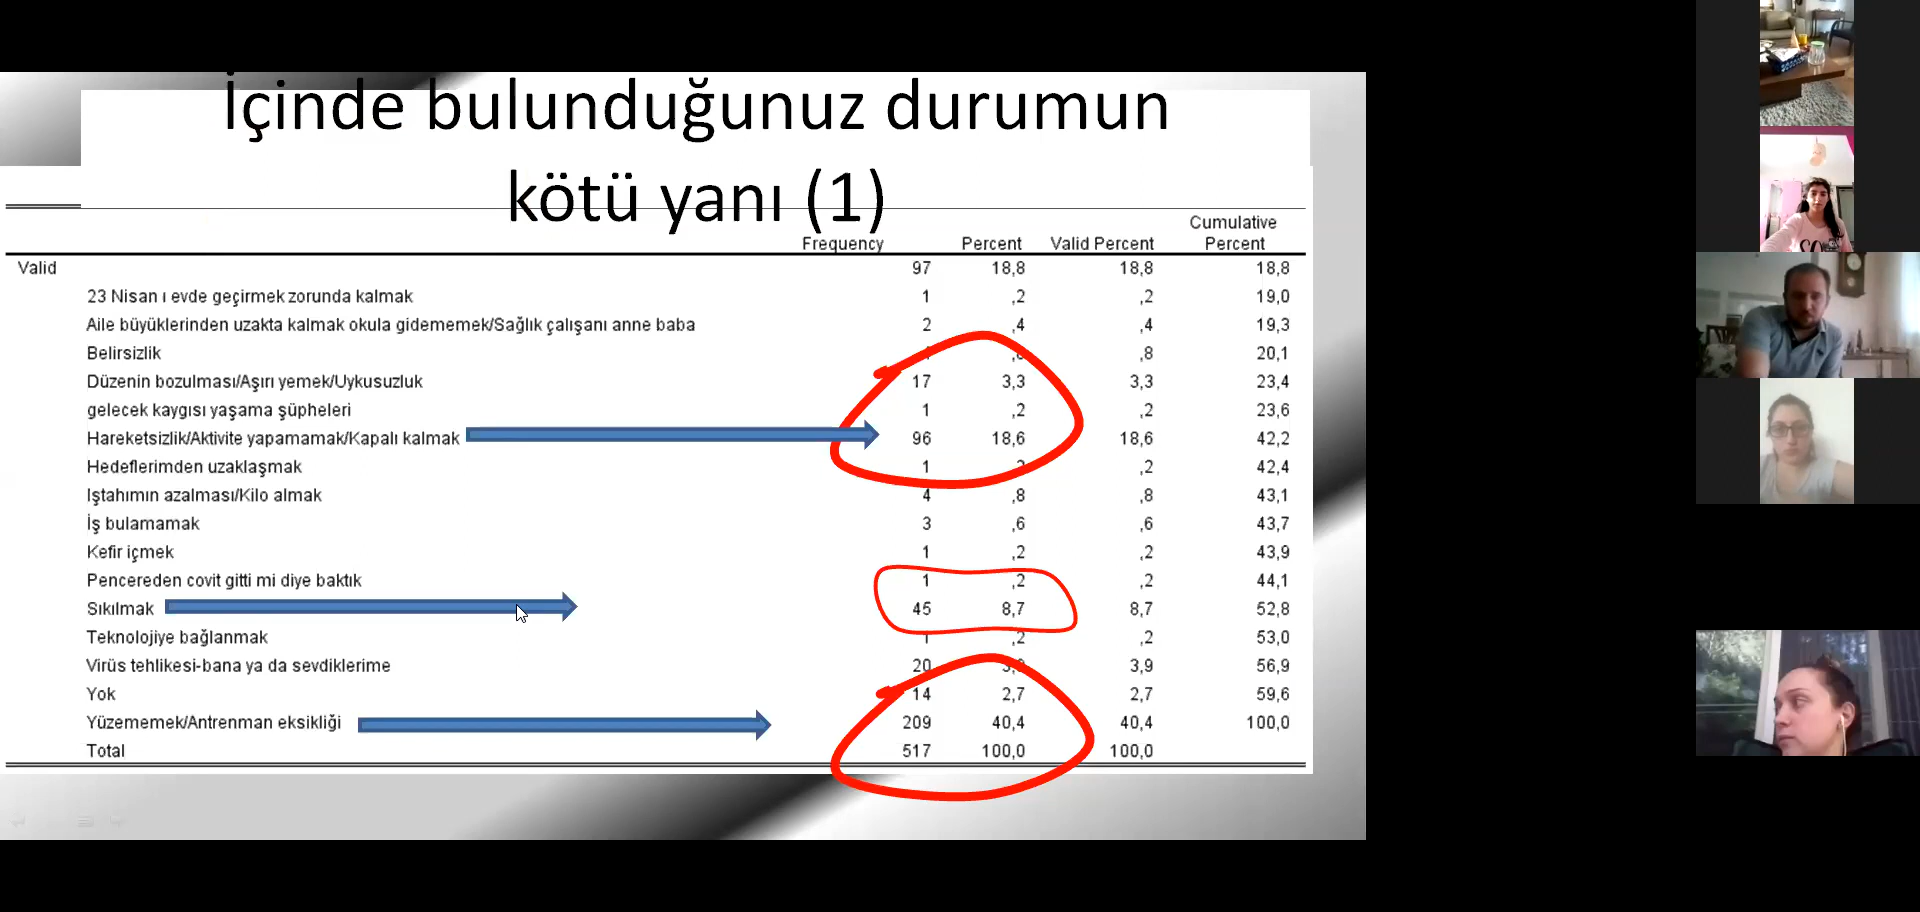 İçinde bulunduğunuz durumun
kötü yanı (1)
Frequency Percent Valid Percent Cumulative Percent
Valid 97 18,8 18,8 18,8
23 Nisan ı evde geçirmek zorunda kalmak 1 ,2 ,2 19,0
Aile büyüklerinden uzakta kalmak okula gidememek/Sağlık çalışanı anne baba 2 ,4 ,4 19,3
Belirsizlik ,8 20,1
Düzenin bozulması/Aşırı yemek/Uykusuzluk 17 3,3 3,3 23,4
gelecek kaygısı yaşama şüpheleri 1 ,2 ,2 23,6
Hareketsizlik/Aktivite yapamamak/Kapalı kalmak 96 18,6 18,6 42,2
Hedeflerimden uzaklaşmak 1 ,2 42,4
Iştahımın azalması/Kilo almak 4 ,8 ,8 43,1
İş bulamamak 3 ,6 ,6 43,7
Kefir içmek 1 ,2 ,2 43,9
Pencereden covit gitti mi diye baktık 1 ,2 ,2 44,1
Sıkılmak 45 8,7 8,7 52,8
Teknolojiye bağlanmak 1 ,2 ,2 53,0
Virüs tehlikesi-bana ya da sevdiklerime 20 3,9 56,9
Yok 14 2,7 2,7 59,6
Yüzememek/Antrenman eksikliği 209 40,4 40,4 100,0
Total 517 100,0 100,0